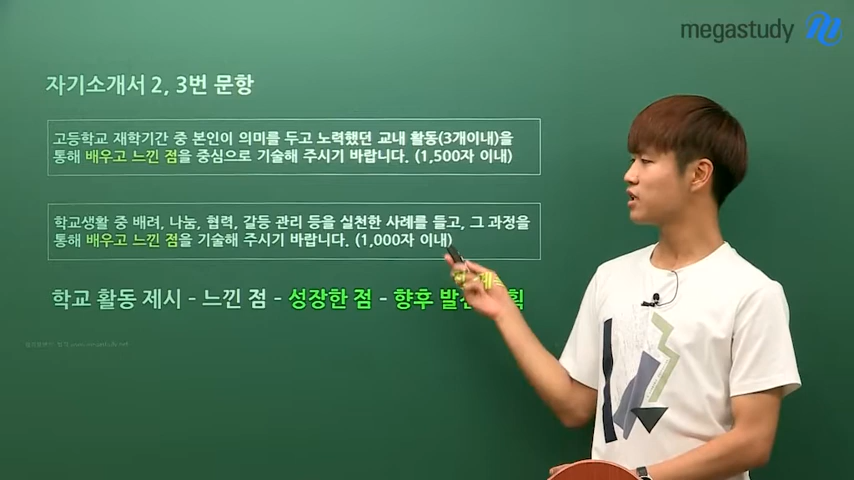 megastudy
자기소개서 2, 3번 문항
고등학교 재학기간 중 본인이 의미를 두고 노력했던 교내 활동(3개이내)을
통해 배우고 느낀 점을 중심으로 기술해 주시기 바랍니다. (1,500자 이내)
학교생활 중 배려, 나눔, 협력, 갈등 관리 등을 실천한 사례를 들고, 그 과정을
통해 배우고 느낀 점을 기술해 주시기 바랍니다. (1,000자 이내)
학교 활동 제시 - 느낀 점 - 성장한 점 - 향후